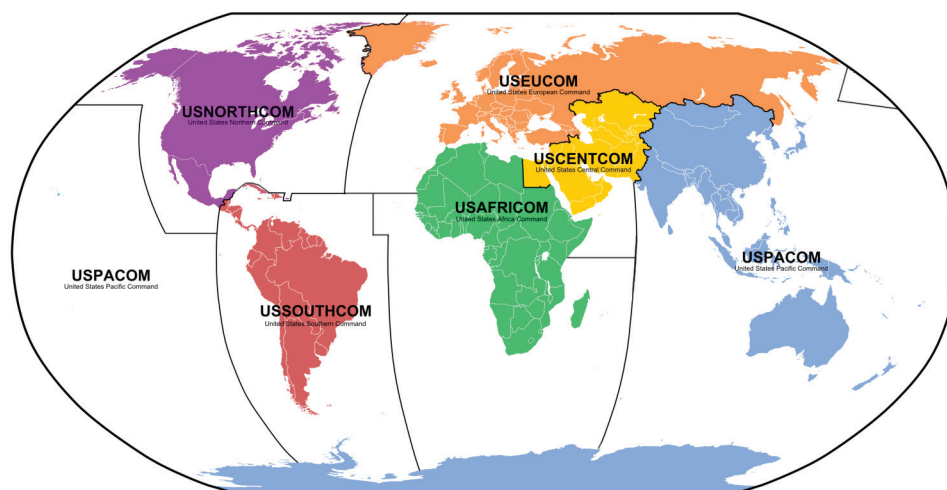 USEUCOM
United States European Command
USNORTHCOM
United States Northern Command
USCENTCOM
United States Central Command
USAFRICOM
United States Africa Command
USPACOM
United States Pacific Command
USPACOM
United States Pacific Command
USSOUTHCOM
United States Southern Command